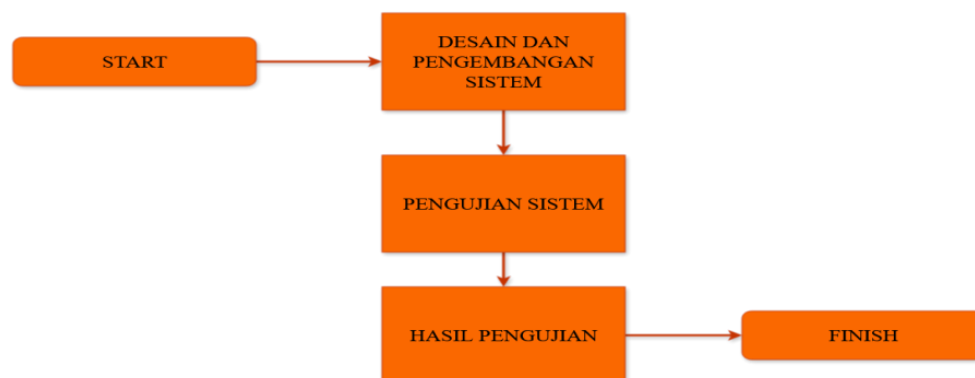 START
DESAIN DAN
PENGEMBANGAN
SISTEM
PENGUJIAN SISTEM
HASIL PENGUJIAN
FINISH